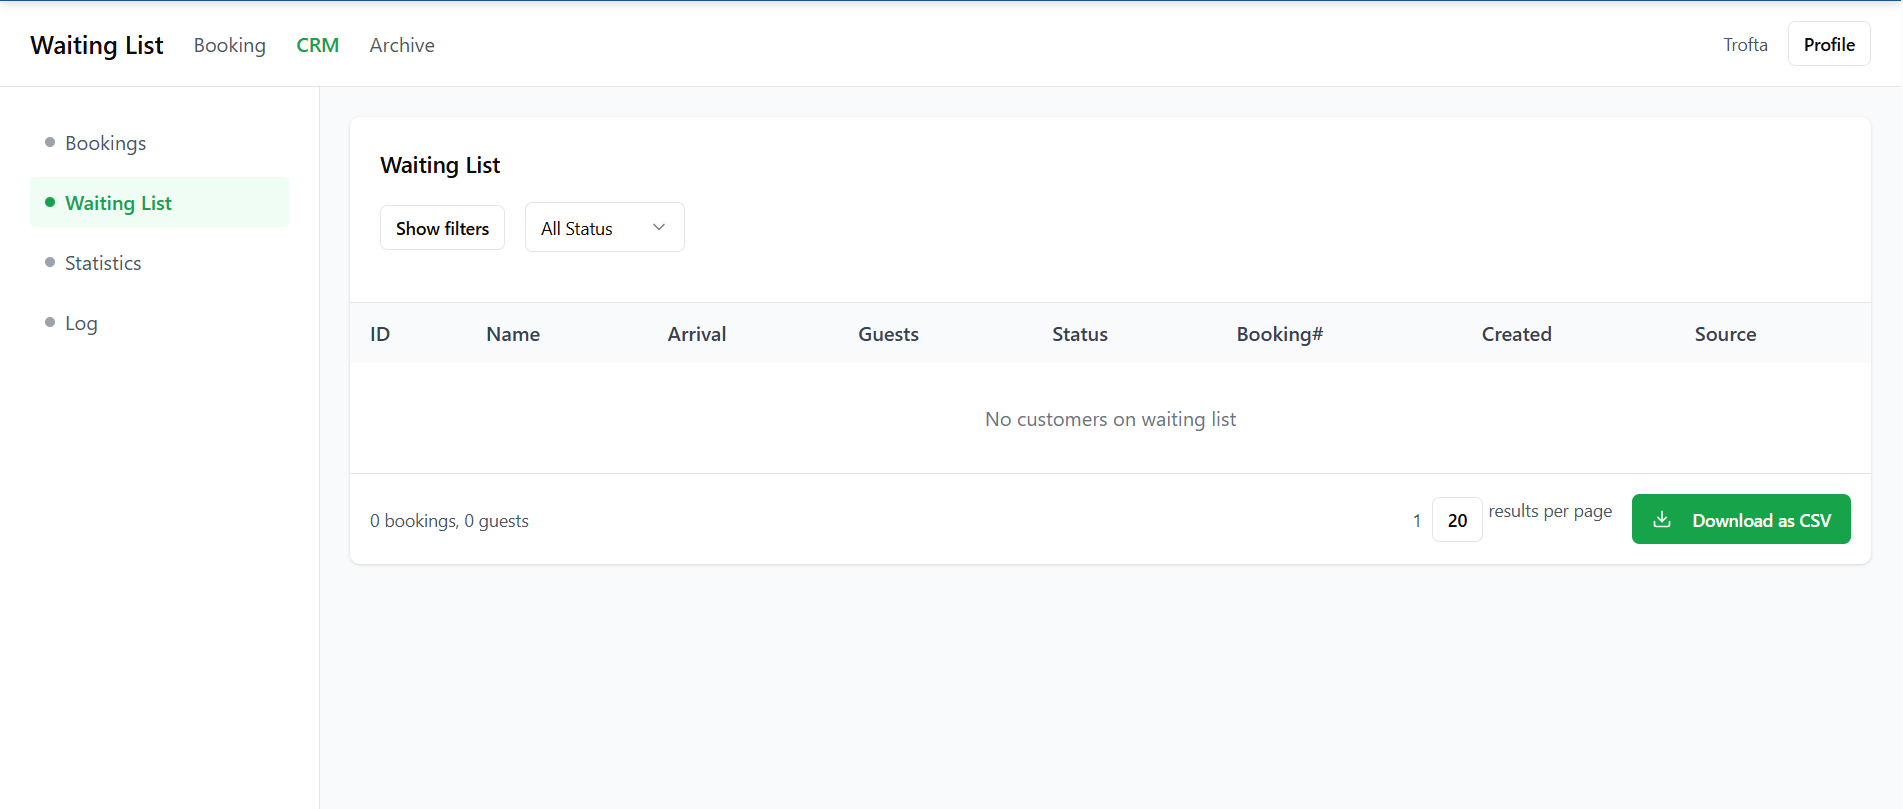 Waiting List Booking CRM Archive Trofta Profile
Bookings
Waiting List
Statistics
Log
Waiting List
Show filters All Status
ID Name Arrival Guests Status Booking# Created Source
No customers on waiting list
0 bookings, 0 guests 1 20 results per page Download as CSV